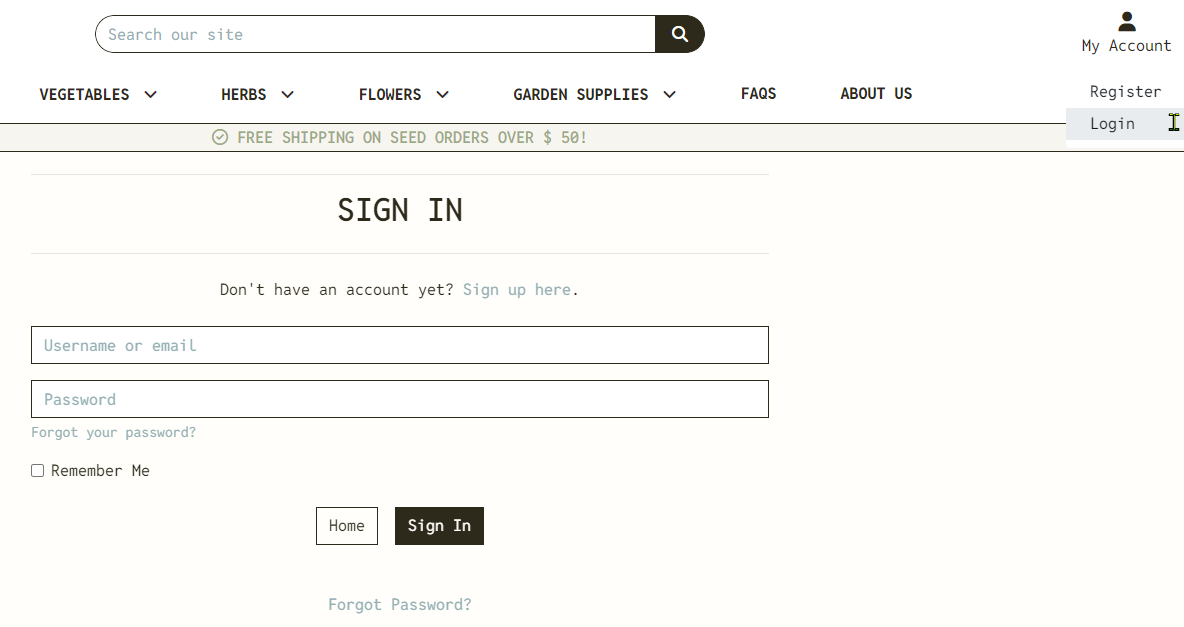 Search our site
My Account
VEGETABLES HERBS FLOWERS GARDEN SUPPLIES FAQS ABOUT US
Register
Login
FREE SHIPPING ON SEED ORDERS OVER $ 50!
SIGN IN
Don't have an account yet? Sign up here.
Username or email
Password
Forgot your password?
Remember Me
Home Sign In
Forgot Password?